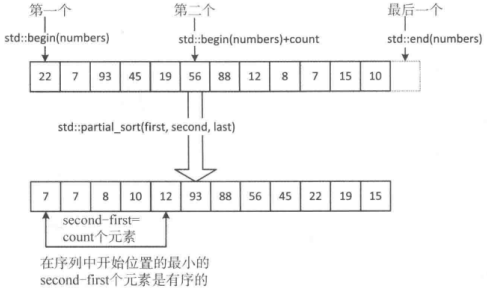 第一个 第二个 最后一个
std::begin(numbers) std::begin(numbers)+count std::end(numbers)
22 7 93 45 19 56 88 12 8 7 15 10
std::partial_sort(first, second, last)
7 7 8 10 12 93 88 56 45 22 19 15
second-first=
count个元素
在序列中开始位置的最小的
second-first个元素是有序的